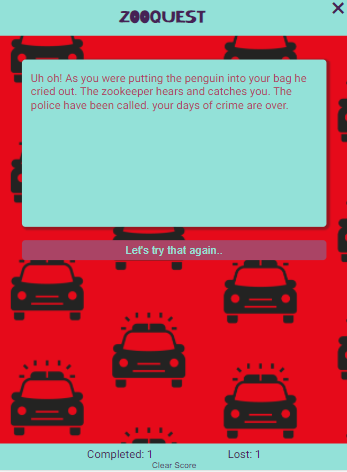 ZOOQUEST
Uh oh! As you were putting the penguin into your bag he
cried out. The zookeeper hears and catches you. The
police have been called. your days of crime are over.
Let's try that again..
Completed: 1 Lost: 1
Clear Score